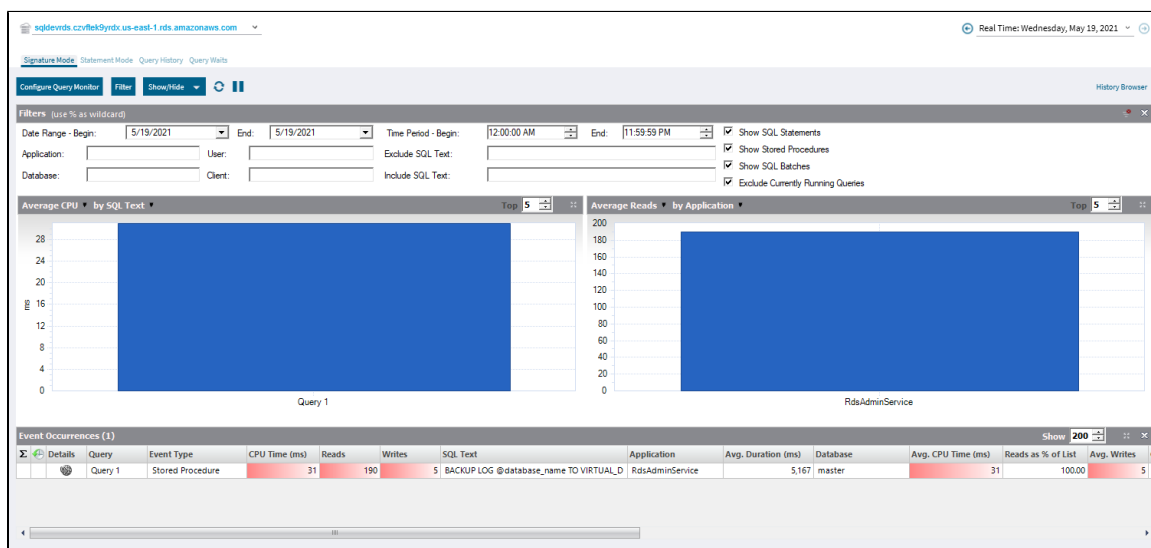 sqldevrds.czvflek9yrdx.us-east-1.rds.amazonaws.com
Real Time: Wednesday, May 19, 2021
Signature Mode Statement Mode Query History Query Waits
Configure Query Monitor Filter Show/Hide History Browser
Filters (use % as wildcard)
Date Range - Begin: 5/19/2021 End: 5/19/2021 Time Period - Begin: 12:00:00 AM End: 11:59:59 PM Show SQL Statements
Application: User: Exclude SQL Text: Show Stored Procedures
Show SQL Batches
Database: Client: Include SQL Text:
Exclude Currently Running Queries
Average CPU by SQL Text Top 5
28
24
20
ms
16
12
8
4
0
Query 1
Average Reads by Application Top 5
200
180
160
140
120
100
80
60
40
20
0
RdsAdminService
Event Occurrences (1) Show 200
Σ Details Query Event Type CPU Time (ms) Reads Writes SQL Text Application Avg. Duration (ms) Database Avg. CPU Time (ms) Reads as % of List Avg. Writes
Query 1 Stored Procedure 31 190 5 BACKUP LOG @database_name TO VIRTUAL_D RdsAdminService 5,167 master 31 100.00 5